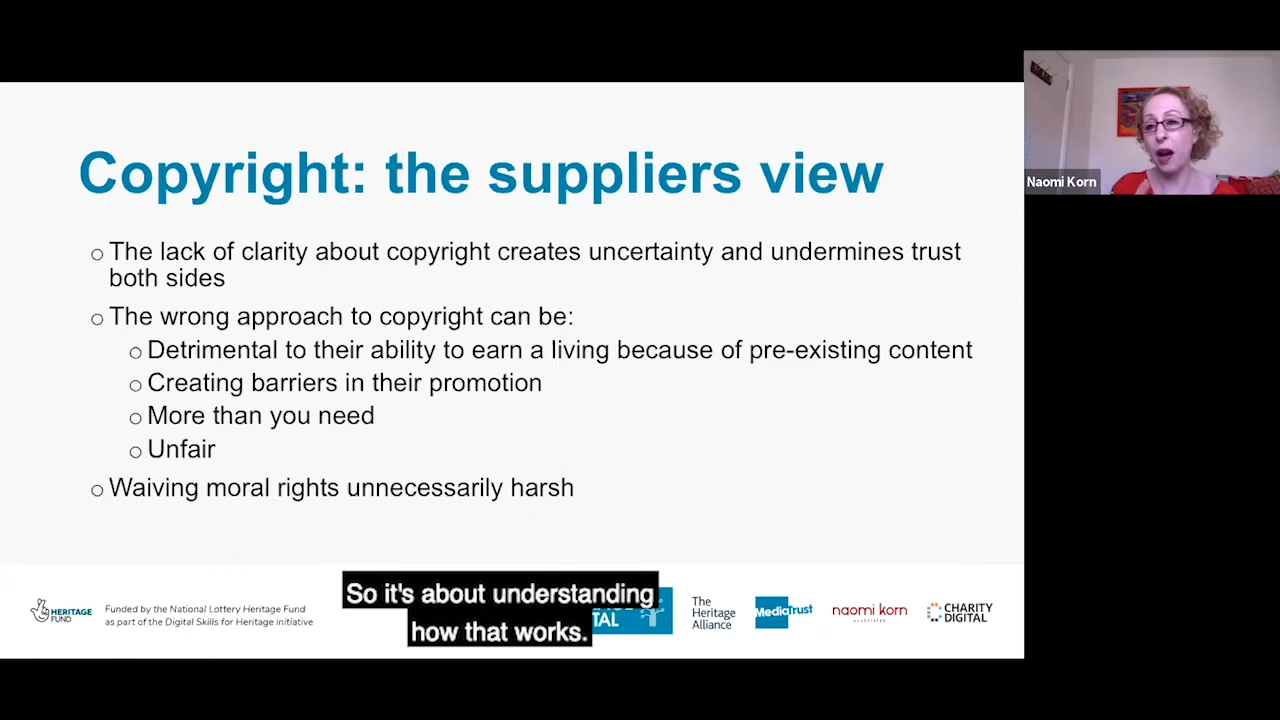 Copyright: the suppliers view
Naomi Korn
○ The lack of clarity about copyright creates uncertainty and undermines trust
both sides
○ The wrong approach to copyright can be:
○ Detrimental to their ability to earn a living because of pre-existing content
○ Creating barriers in their promotion
○ More than you need
○ Unfair
○ Waiving moral rights unnecessarily harsh
So it's about understanding
how that works.
HERITAGE
FUND
Funded by the National Lottery Heritage Fund
as part of the Digital Skills for Heritage initiative
The
Heritage
Alliance
MediaTrust
naomi korn
ASSOCIATES
CHARITY
DIGITAL